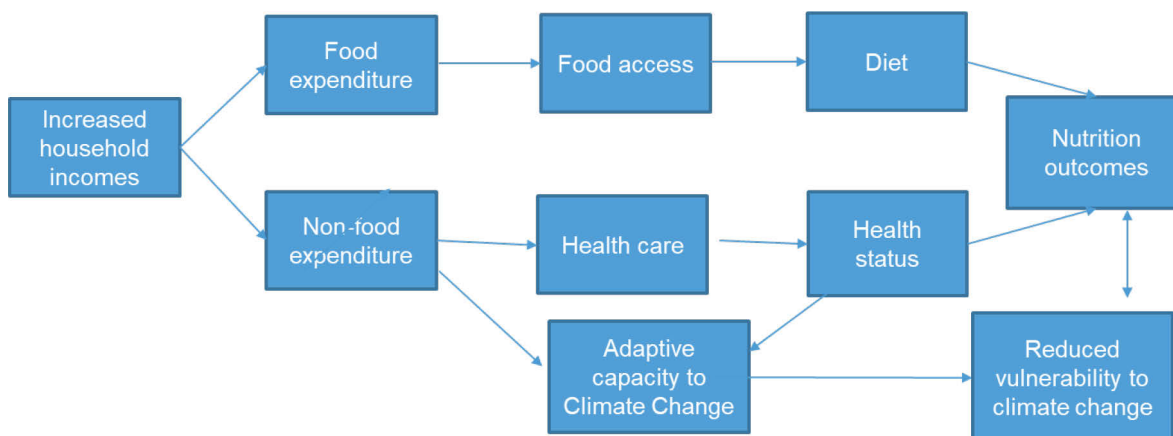 Food
expenditure
Food access
Diet
Increased
household
incomes
Nutrition
outcomes
Non-food
expenditure
Health care
Health
status
Adaptive
capacity to
Climate Change
Reduced
vulnerability to
climate change